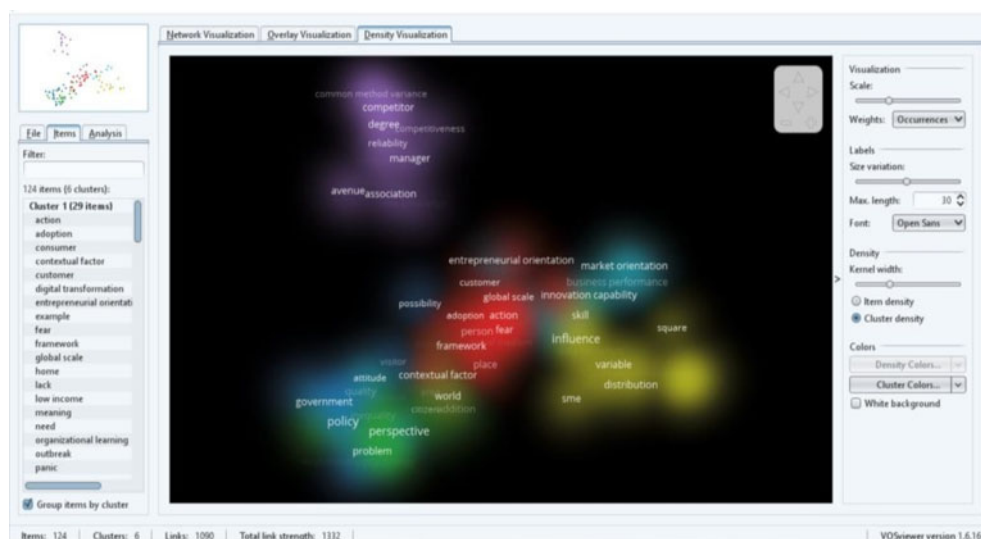 Network Visualization Overlay Visualization Density Visualization
File Items Analysis
Filter:
124 items (6 clusters):
Cluster 1 (29 items)
action
adoption
consumer
contextual factor
customer
digital transformation
entrepreneurial orientati
example
fear
framework
global scale
home
lack
low income
meaning
need
organizational learning
outbreak
panic
Group items by cluster
common method variance
competitor
degree competitiveness
reliability
manager
avenue association
entrepreneurial orientation
market orientation
customer
business performance
possibility
global scale
innovation capability
adoption action
skill
person fear
influence
square
framework
visitor
place
variable
attitude
contextual factor
distribution
quality
world
sme
government
citizen addition
policy
perspective
problem
Visualization
Scale:
Weights: Occurrences
Labels
Size variation:
Max. length: 30
Font: Open Sans
Density
Kernel width:
Item density
Cluster density
Colors
Density Colors...
Cluster Colors...
White background
Items: 124 Clusters: 6 Links: 1090 Total link strength: 1332 VOSviewer version 1.6.16